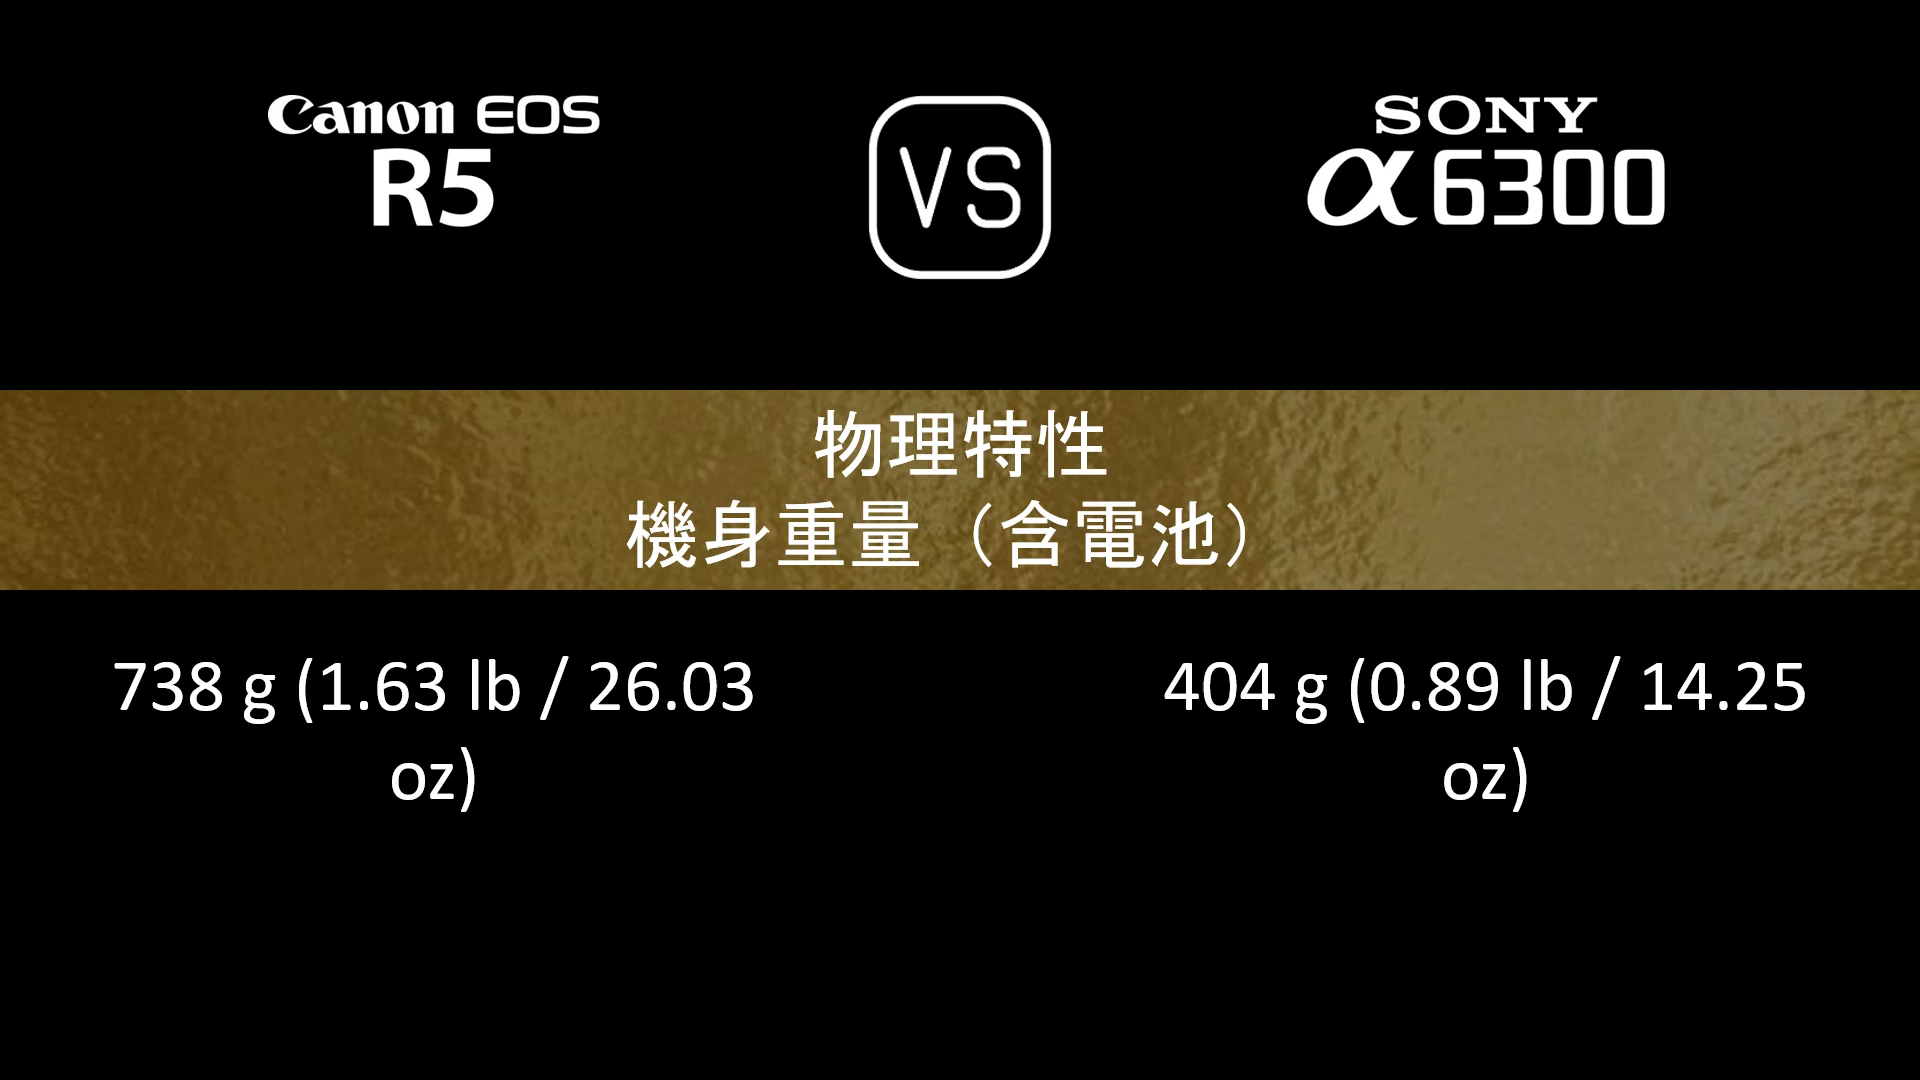 Canon EOS
R5
VS
SONY
α6300
物理特性
機身重量（含電池）
738 g (1.63 lb / 26.03
oz)
404 g (0.89 lb / 14.25
oz)